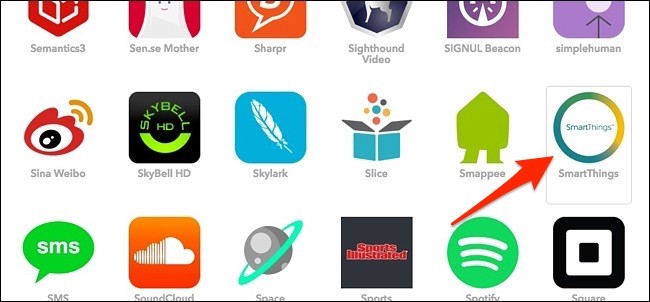 Semantics3
Sen.se Mother
Sharpr
Sighthound
Video
SIGNUL Beacon
simplehuman
SKYBELL
HD
SmartThings
Sina Weibo
SkyBell HD
Skylark
Slice
Smappee
SmartThings
sms
Sports
Illustrated
SMS
SoundCloud
Space
Sports
Spotify
Square